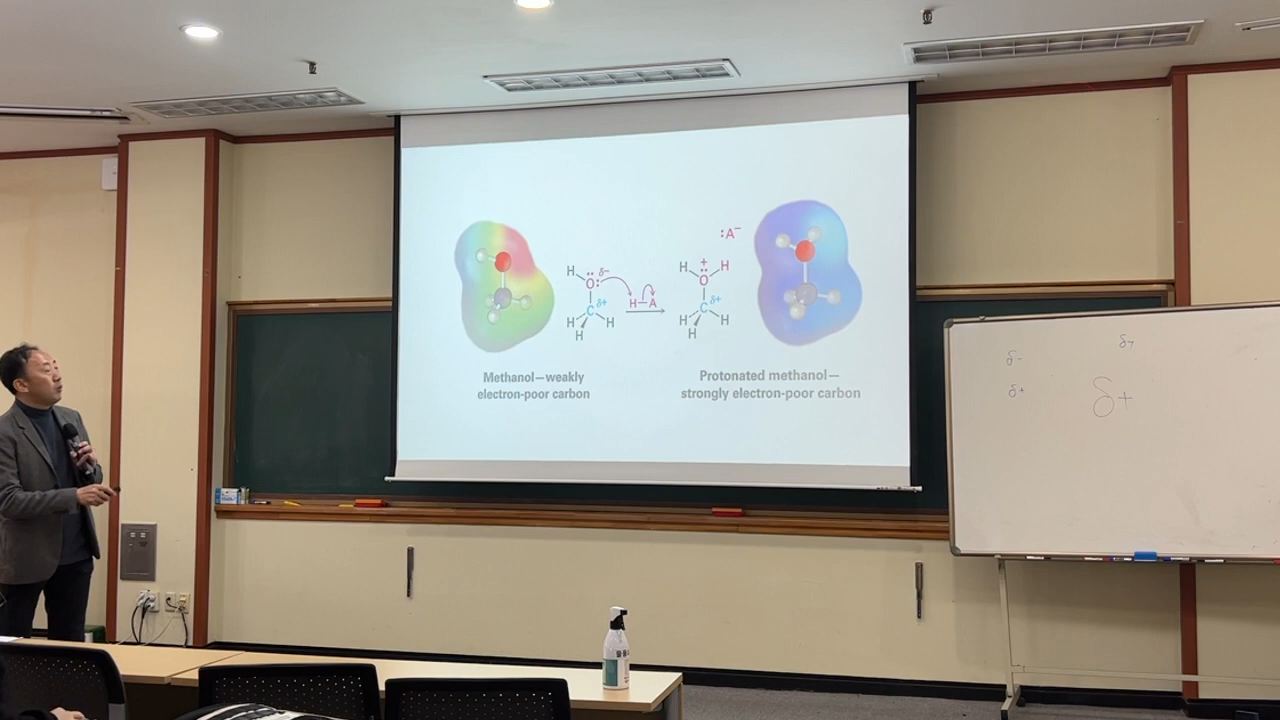 :A⁻
H
δ−
:O:
H—A
C
δ+
H
H
H
+
H
H
O
C
δ+
H
H
H
Methanol—weakly
electron-poor carbon
Protonated methanol—
strongly electron-poor carbon
δ-
δ+
δ+
δ+